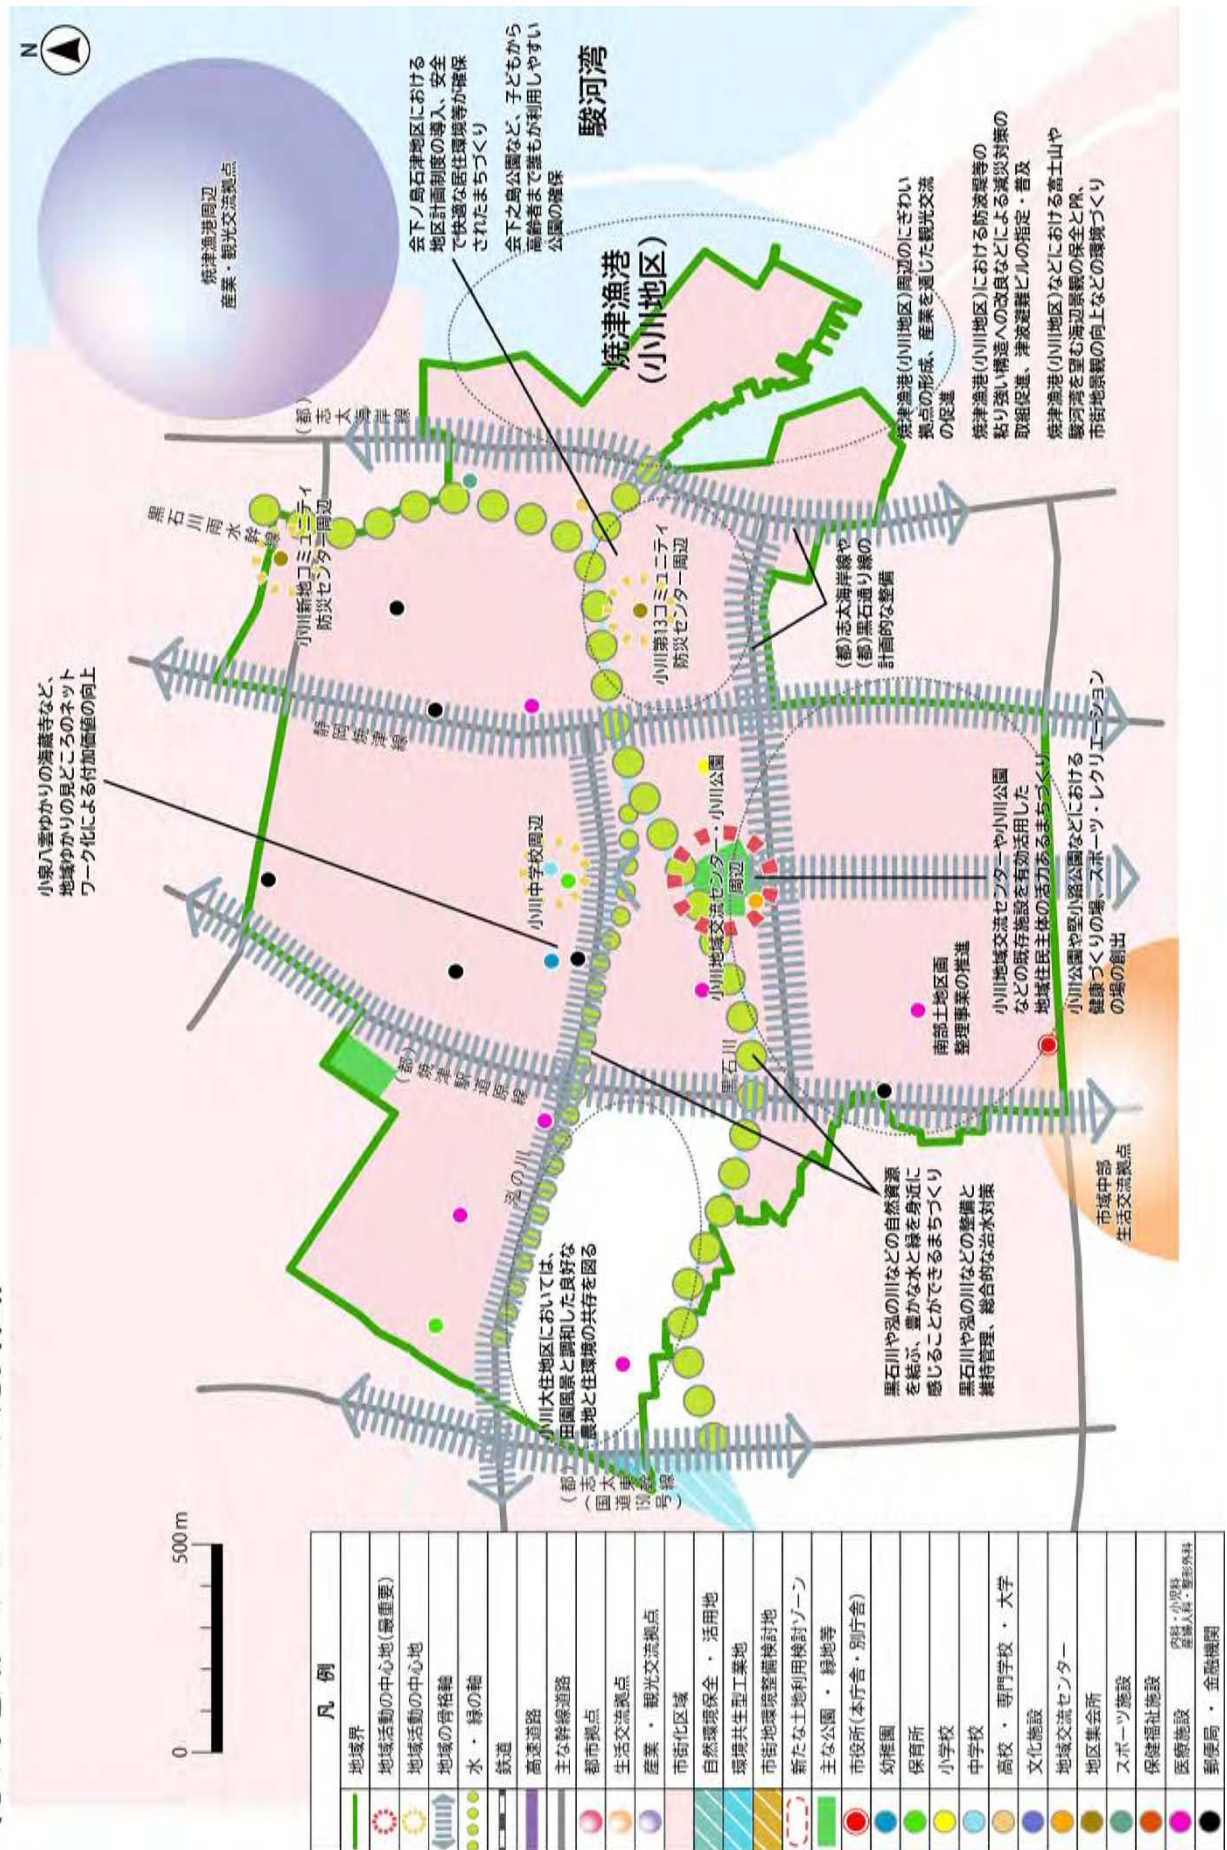 N
焼津漁港周辺
産業・観光交流拠点
会下ノ島石津地区における
地区計画制度の導入、安全
で快適な居住環境等が確保
されたまちづくり
会下之島公園など、子どもから
高齢者まで誰もが利用しやすい
公園の確保
駿河湾
焼津漁港
(小川地区)
焼津漁港(小川地区)周辺のにぎわい
拠点の形成、産業を通じた観光交流
の促進
焼津漁港(小川地区)における防波堤等の
粘り強い構造への改良などによる減災対策の
取組促進、津波避難ビルの指定・普及
焼津漁港(小川地区)などにおける富士山や
駿河湾を望む海辺景観の保全とPR、
市街地景観の向上などの環境づくり
(都)志太海岸線
黒石川雨水幹線
小川新地コミュニティ
防災センター周辺
小川第13コミュニティ
防災センター周辺
(都)志太海岸線や
(都)黒石通り線の
計画的な整備
小泉八雲ゆかりの海蔵寺など、
地域ゆかりの見どころのネット
ワーク化による付加価値の向上
静岡焼津線
小川中学校周辺
小川地域交流センター・小川公園
周辺
小川地域交流センターや小川公園
などの既存施設を有効活用した
地域住民主体の活力あるまちづくり
小川公園や堅小路公園などにおける
健康づくりの場、スポーツ・レクリエーション
の場の創出
南部土地区画
整理事業の推進
(都)焼津駅道原線
黒石川
泓の川
市域中部
生活交流拠点
黒石川や泓の川などの自然資源
を結ぶ、豊かな水と緑を身近に
感じることができるまちづくり
黒石川や泓の川などの整備と
維持管理、総合的な治水対策
小川大住地区においては、
田園風景と調和した良好な
農地と住環境の共存を図る
(都)志太東幹線
(国道150号線)
0
500m
凡 例
地域界
地域活動の中心地(最重要)
地域活動の中心地
地域の骨格軸
水・緑の軸
鉄道
高速道路
主な幹線道路
都市拠点
生活交流拠点
産業・観光交流拠点
市街化区域
自然環境保全・活用地
環境共生型工業地
市街地環境整備検討地
新たな土地利用検討ゾーン
主な公園・緑地等
市役所(本庁舎・別庁舎)
幼稚園
保育所
小学校
中学校
高校・専門学校・大学
文化施設
地域交流センター
地区集会所
スポーツ施設
保健福祉施設
医療施設
内科・小児科
産婦人科・整形外科
郵便局・金融機関